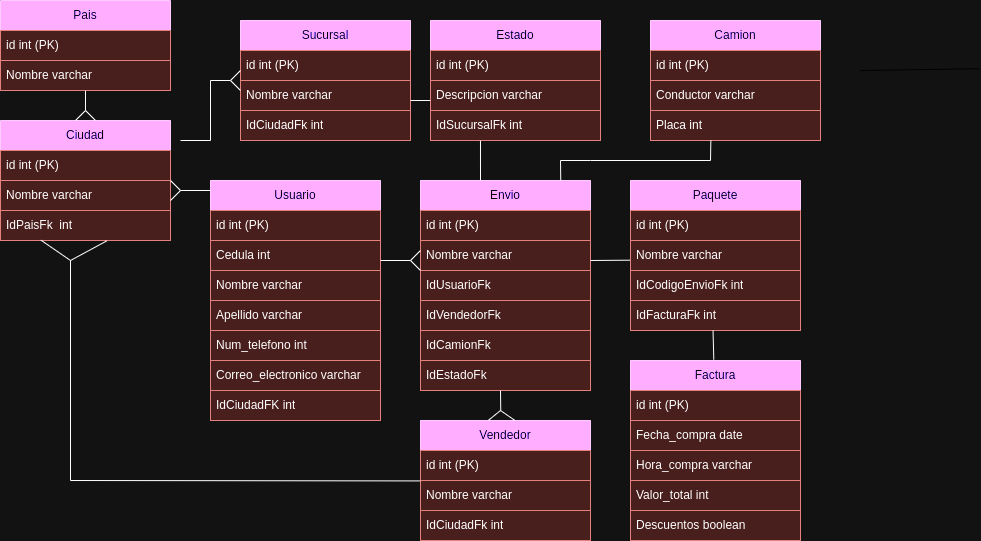 Pais
id int (PK)
Nombre varchar
Ciudad
id int (PK)
Nombre varchar
IdPaisFk  int
Sucursal
id int (PK)
Nombre varchar
IdCiudadFk int
Estado
id int (PK)
Descripcion varchar
IdSucursalFk int
Camion
id int (PK)
Conductor varchar
Placa int
Usuario
id int (PK)
Cedula int
Nombre varchar
Apellido varchar
Num_telefono int
Correo_electronico varchar
IdCiudadFK int
Envio
id int (PK)
Nombre varchar
IdUsuarioFk
IdVendedorFk
IdCamionFk
IdEstadoFk
Paquete
id int (PK)
Nombre varchar
IdCodigoEnvioFk int
IdFacturaFk int
Vendedor
id int (PK)
Nombre varchar
IdCiudadFk int
Factura
id int (PK)
Fecha_compra date
Hora_compra varchar
Valor_total int
Descuentos boolean